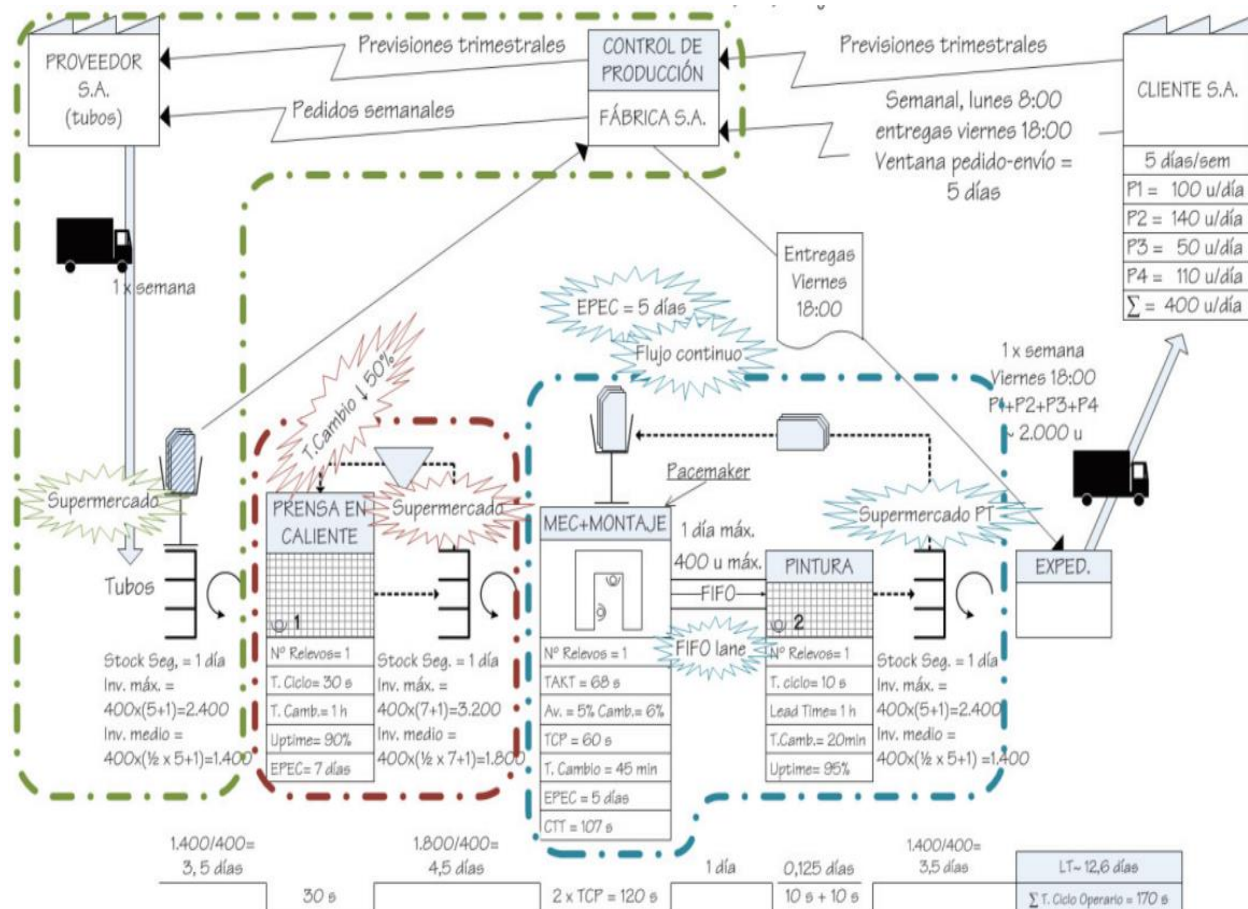 PROVEEDOR
S.A.
(tubos)
Previsiones trimestrales
Pedidos semanales
CONTROL DE
PRODUCCIÓN
FÁBRICA S.A.
Previsiones trimestrales
Semanal, lunes 8:00
entregas viernes 18:00
Ventana pedido-envío =
5 días
CLIENTE S.A.
5 días/sem
P1 = 100 u/día
P2 = 140 u/día
P3 = 50 u/día
P4 = 110 u/día
∑ = 400 u/día
1 x semana
Entregas
Viernes
18:00
EPEC = 5 días
Flujo continuo
1 x semana
Viernes 18:00
P1+P2+P3+P4
~ 2.000 u
T.Cambio ↓ 50%
Supermercado
Tubos
Stock Seg. = 1 día
Inv. máx. =
400x(5+1)=2.400
Inv. medio =
400x(½ x 5+1)=1.400
PRENSA EN
CALIENTE
1
Nº Relevos= 1
T. Ciclo= 30 s
T. Camb.= 1 h
Uptime= 90%
EPEC= 7 días
Supermercado
Stock Seg. = 1 día
Inv. máx. =
400x(7+1)=3.200
Inv. medio =
400x(½ x 7+1)=1.800
Pacemaker
MEC+MONTAJE
Nº Relevos = 1
TAKT = 68 s
Av. = 5% Camb.= 6%
TCP = 60 s
T. Cambio = 45 min
EPEC = 5 días
CTT = 107 s
1 día máx.
400 u máx.
FIFO
FIFO lane
PINTURA
2
Nº Relevos=1
T. ciclo= 10 s
Lead Time= 1 h
T.Camb.= 20min
Uptime= 95%
Supermercado PT
Stock Seg. = 1 día
Inv. máx. =
400x(5+1)=2.400
Inv. medio =
400x(½ x 5+1)=1.400
EXPED.
1.400/400=
3,5 días
30 s
1.800/400=
4,5 días
2 x TCP = 120 s
1 día
0,125 días
10 s + 10 s
1.400/400=
3,5 días
LT~ 12,6 días
∑ T. Ciclo Operario = 170 s